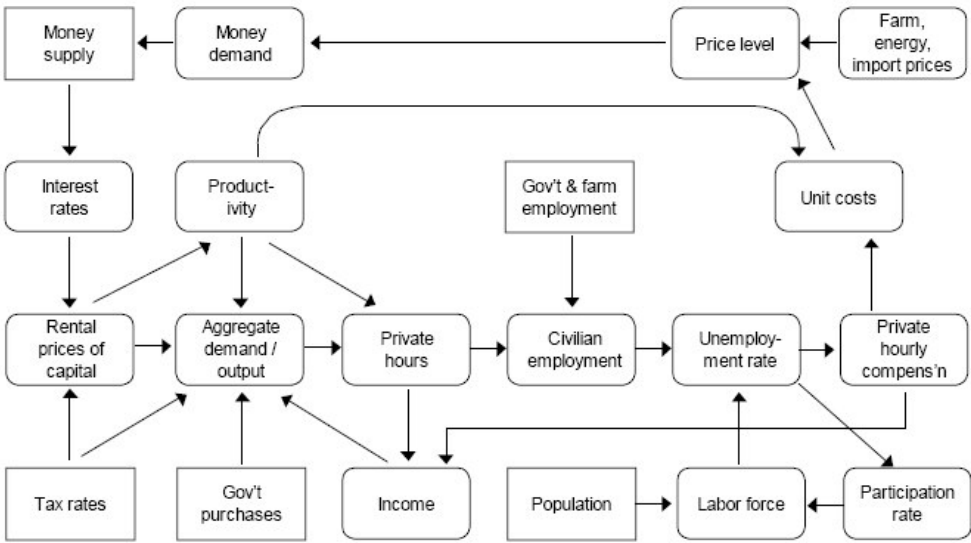 Money
supply
Money
demand
Price level
Farm,
energy,
import prices
Interest
rates
Product-
ivity
Gov't & farm
employment
Unit costs
Rental
prices of
capital
Aggregate
demand /
output
Private
hours
Civilian
employment
Unemploy-
ment rate
Private
hourly
compens'n
Tax rates
Gov't
purchases
Income
Population
Labor force
Participation
rate